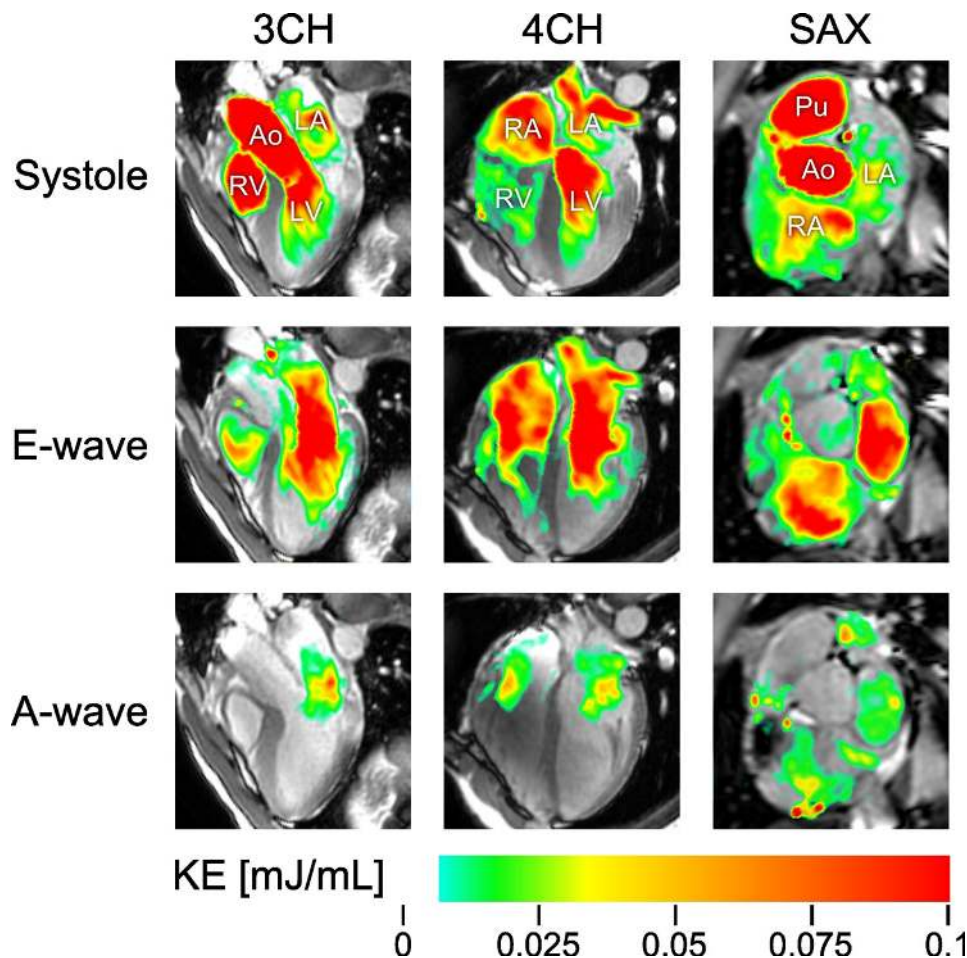 3CH 4CH SAX
Systole
Ao LA RV LV
RA LA RV LV
Pu Ao LA RA
E-wave
A-wave
KE [mJ/mL]
0 0.025 0.05 0.075 0.1